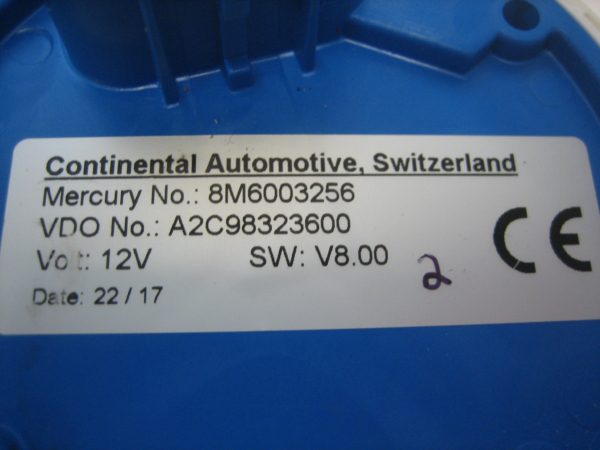 Continental Automotive, Switzerland
Mercury No.: 8M6003256
VDO No.: A2C98323600
Volt: 12V SW: V8.00
2
Date: 22 / 17
CE